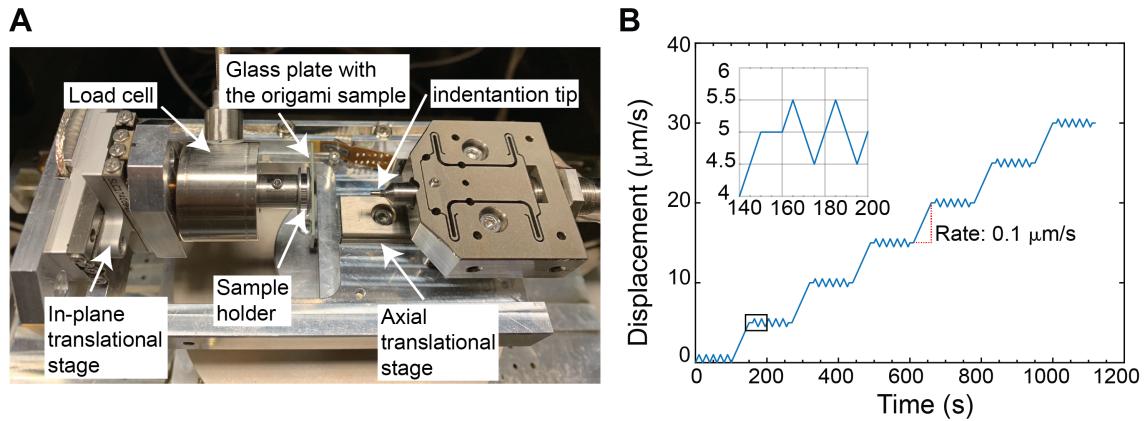 A
Load cell
Glass plate with
the origami sample
indentantion tip
In-plane
translational
stage
Sample
holder
Axial
translational
stage
B
Displacement (μm/s)
40
30
20
10
0
6
5.5
5
4.5
4
140 160 180 200
Rate: 0.1 μm/s
0 200 400 600 800 1000 1200
Time (s)